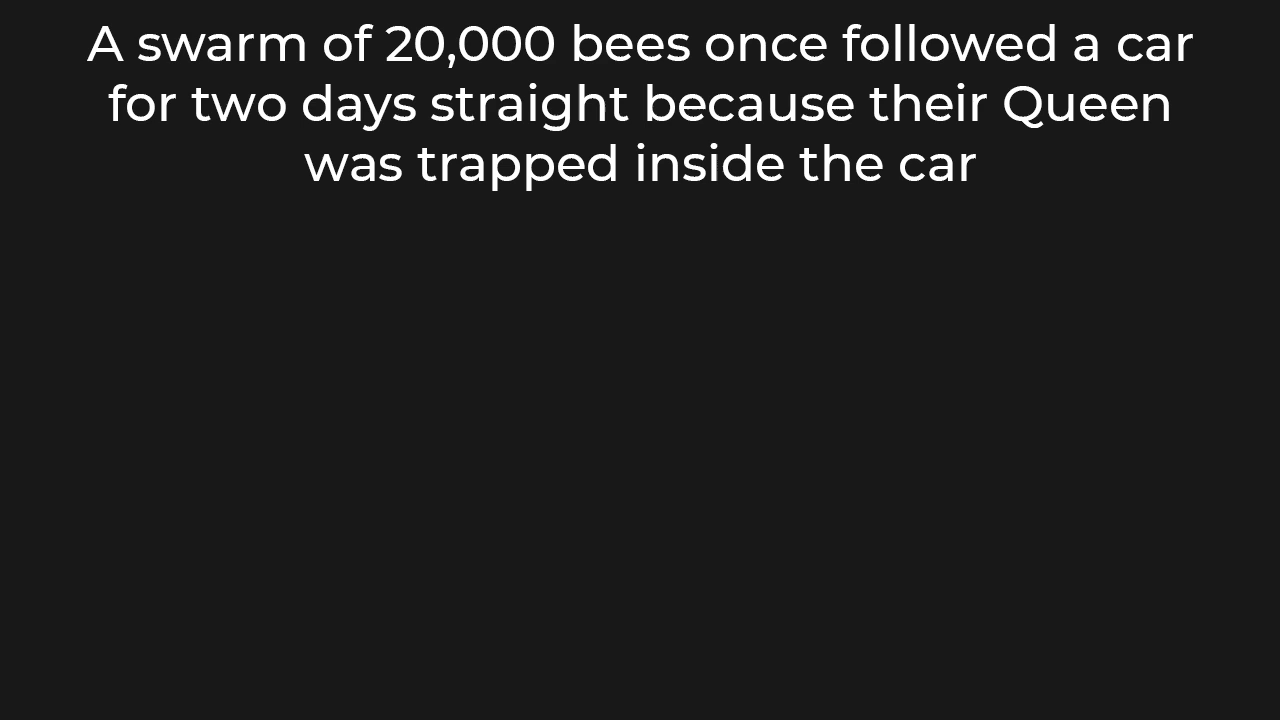 A swarm of 20,000 bees once followed a car
for two days straight because their Queen
was trapped inside the car